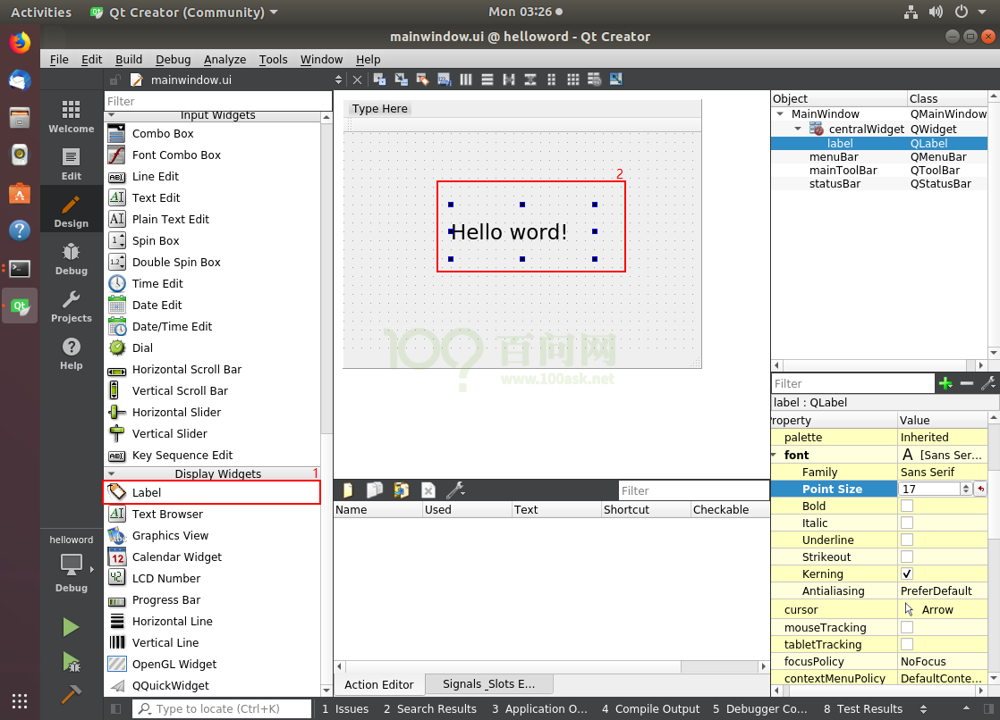 Activities Qt Creator (Community) Mon 03:26
mainwindow.ui @ helloword - Qt Creator
File Edit Build Debug Analyze Tools Window Help
mainwindow.ui
Welcome
Edit
Design
Debug
Projects
Help
helloword
Debug
Filter
Input Widgets
Combo Box
Font Combo Box
Line Edit
Text Edit
Plain Text Edit
Spin Box
Double Spin Box
Time Edit
Date Edit
Date/Time Edit
Dial
Horizontal Scroll Bar
Vertical Scroll Bar
Horizontal Slider
Vertical Slider
Key Sequence Edit
Display Widgets 1
Label
Text Browser
Graphics View
Calendar Widget
LCD Number
Progress Bar
Horizontal Line
Vertical Line
OpenGL Widget
QQuickWidget
Type Here
2
Hello word!
100 百问网
www.100ask.net
Filter
Name Used Text Shortcut Checkable
Action Editor Signals _Slots E...
Object Class
MainWindow QMainWindow
centralWidget QWidget
label QLabel
menuBar QMenuBar
mainToolBar QToolBar
statusBar QStatusBar
Filter
label : QLabel
roperty Value
palette Inherited
font A [Sans Ser...
Family Sans Serif
Point Size 17
Bold
Italic
Underline
Strikeout
Kerning
Antialiasing PreferDefault
cursor Arrow
mouseTracking
tabletTracking
focusPolicy NoFocus
contextMenuPolicy DefaultConte...
Type to locate (Ctrl+K) 1 Issues 2 Search Results 3 Application O... 4 Compile Output 5 Debugger Co... 8 Test Results